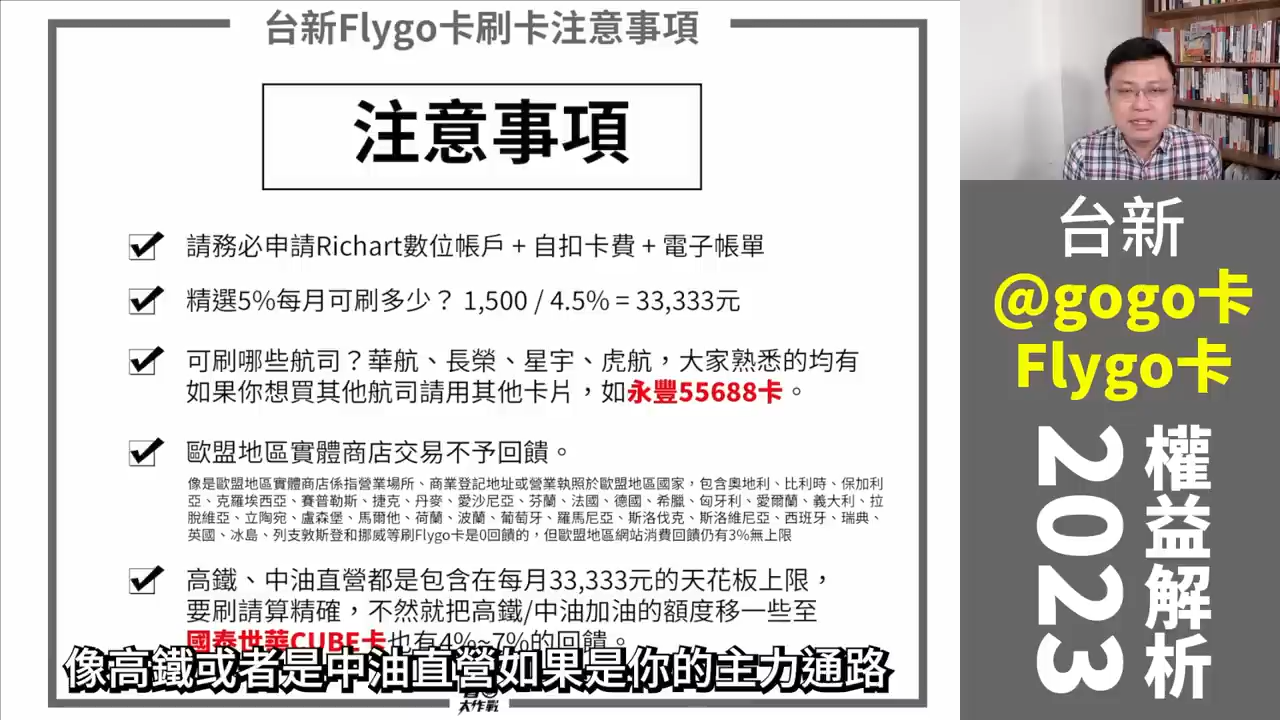 台新Flygo卡刷卡注意事項
注意事項
請務必申請Richart數位帳戶 + 自扣卡費 + 電子帳單
精選5%每月可刷多少？ 1,500 / 4.5% = 33,333元
可刷哪些航司？華航、長榮、星宇、虎航，大家熟悉的均有
如果你想買其他航司請用其他卡片，如永豐55688卡。
歐盟地區實體商店交易不予回饋。
像是歐盟地區實體商店係指營業場所、商業登記地址或營業執照於歐盟地區國家，包含奧地利、比利時、保加利
亞、克羅埃西亞、賽普勒斯、捷克、丹麥、愛沙尼亞、芬蘭、法國、德國、希臘、匈牙利、愛爾蘭、義大利、拉
脫維亞、立陶宛、盧森堡、馬爾他、荷蘭、波蘭、葡萄牙、羅馬尼亞、斯洛伐克、斯洛維尼亞、西班牙、瑞典、
英國、冰島、列支敦斯登和挪威等刷Flygo卡是0回饋的，但歐盟地區網站消費回饋仍有3%無上限
高鐵、中油直營都是包含在每月33,333元的天花板上限，
要刷請算精確，不然就把高鐵/中油加油的額度移一些至
國泰世華CUBE卡也有4%~7%的回饋。
像高鐵或者是中油直營如果是你的主力通路
大作戰
台新
@gogo卡
Flygo卡
權益解析
2023